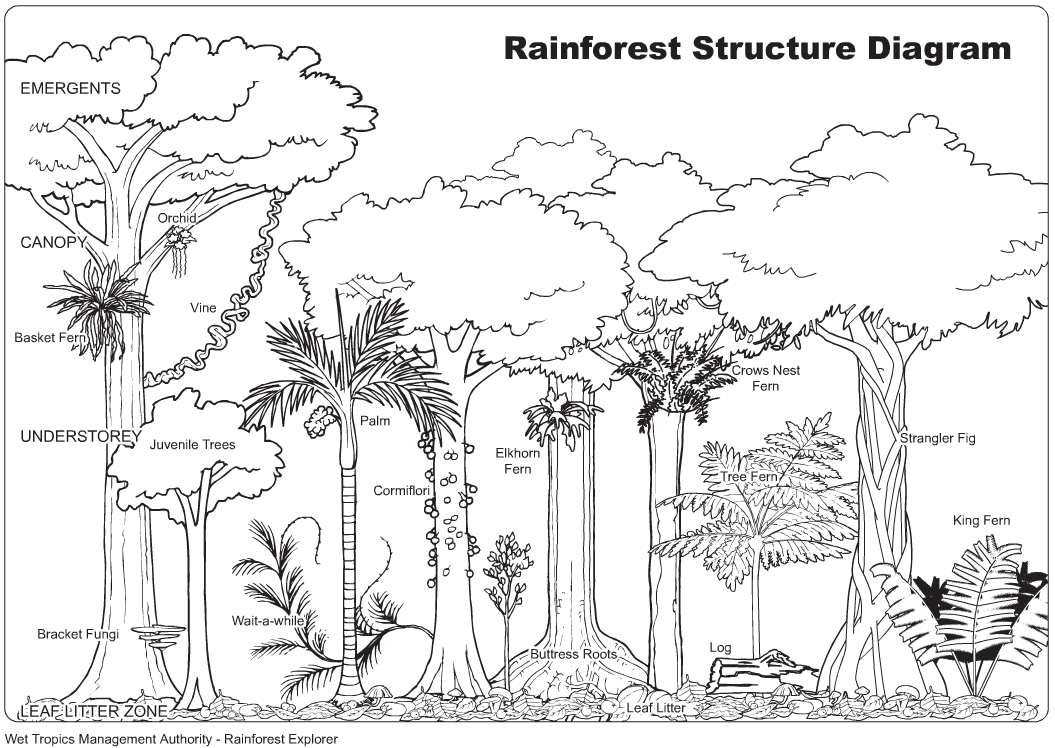 Rainforest Structure Diagram
EMERGENTS
Orchid
CANOPY
Vine
Basket Fern
Crows Nest
Fern
Palm
UNDERSTOREY
Juvenile Trees
Strangler Fig
Elkhorn
Fern
Tree Fern
Cormiflori
King Fern
Wait-a-while
Bracket Fungi
Log
Buttress Roots
Leaf Litter
LEAF LITTER ZONE
Wet Tropics Management Authority - Rainforest Explorer